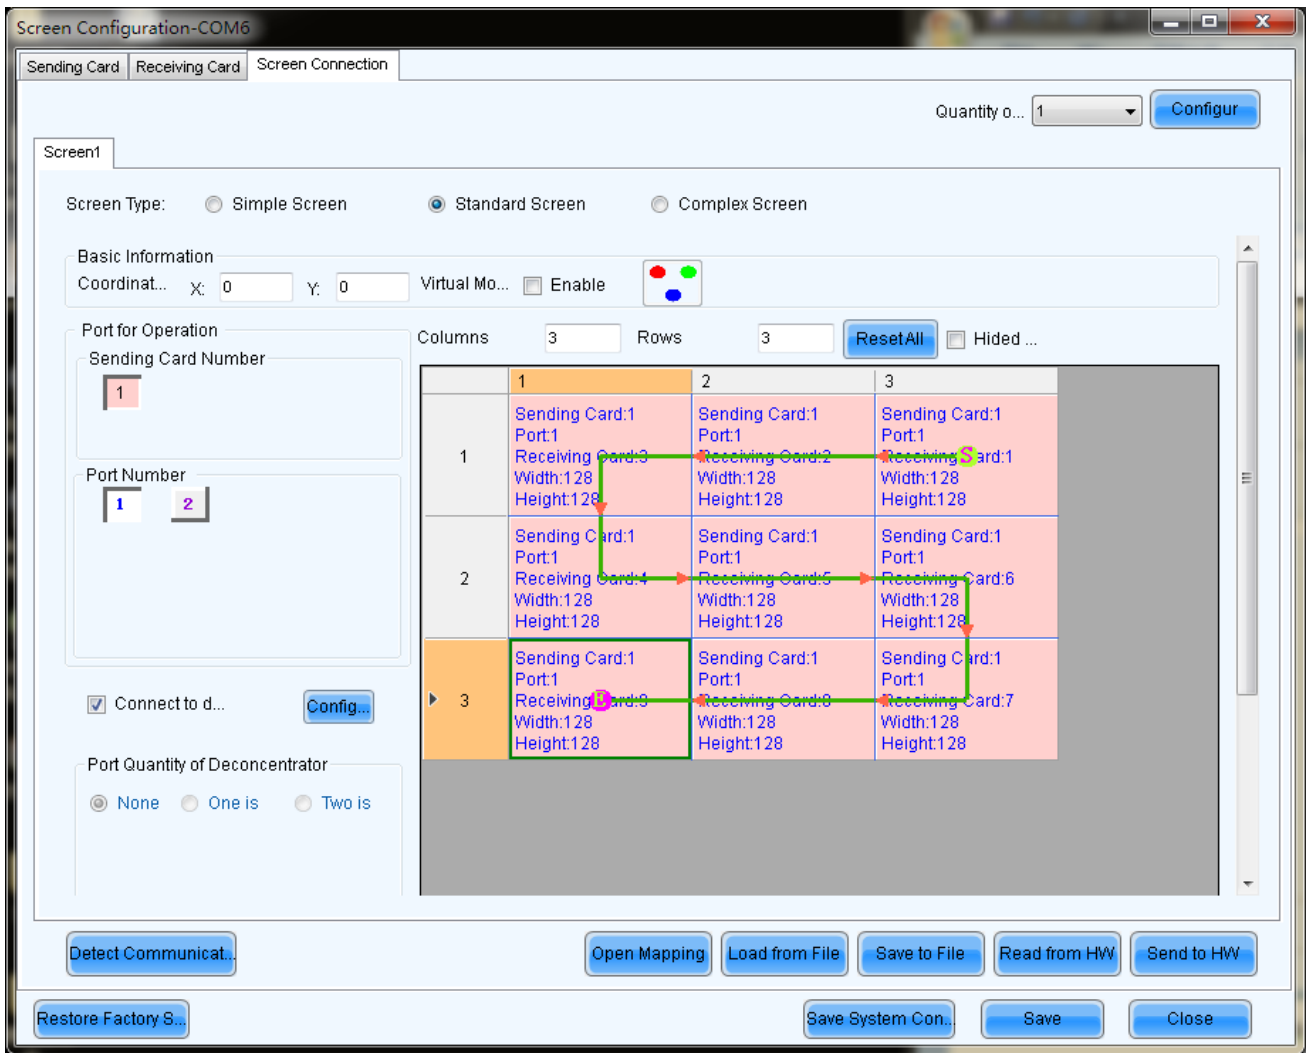 Screen Configuration-COM6
Sending Card Receiving Card Screen Connection
Quantity o... 1 Configur
Screen1
Screen Type: Simple Screen Standard Screen Complex Screen
Basic Information
Coordinat... X: 0 Y: 0 Virtual Mo... Enable
Port for Operation
Columns 3 Rows 3 Reset All Hided ...
Sending Card Number
1
Port Number
1 2
Connect to d... Config...
Port Quantity of Deconcentrator
None One is Two is
1 2 3
1
Sending Card:1
Port:1
Receiving Card:3
Width:128
Height:128
Sending Card:1
Port:1
Receiving Card:2
Width:128
Height:128
Sending Card:1
Port:1
Receiving Card:1
Width:128
Height:128
S
2
Sending Card:1
Port:1
Receiving Card:4
Width:128
Height:128
Sending Card:1
Port:1
Receiving Card:5
Width:128
Height:128
Sending Card:1
Port:1
Receiving Card:6
Width:128
Height:128
3
Sending Card:1
Port:1
Receiving Card:9
Width:128
Height:128
E
Sending Card:1
Port:1
Receiving Card:8
Width:128
Height:128
Sending Card:1
Port:1
Receiving Card:7
Width:128
Height:128
Detect Communicat... Open Mapping Load from File Save to File Read from HW Send to HW
Restore Factory S... Save System Con... Save Close